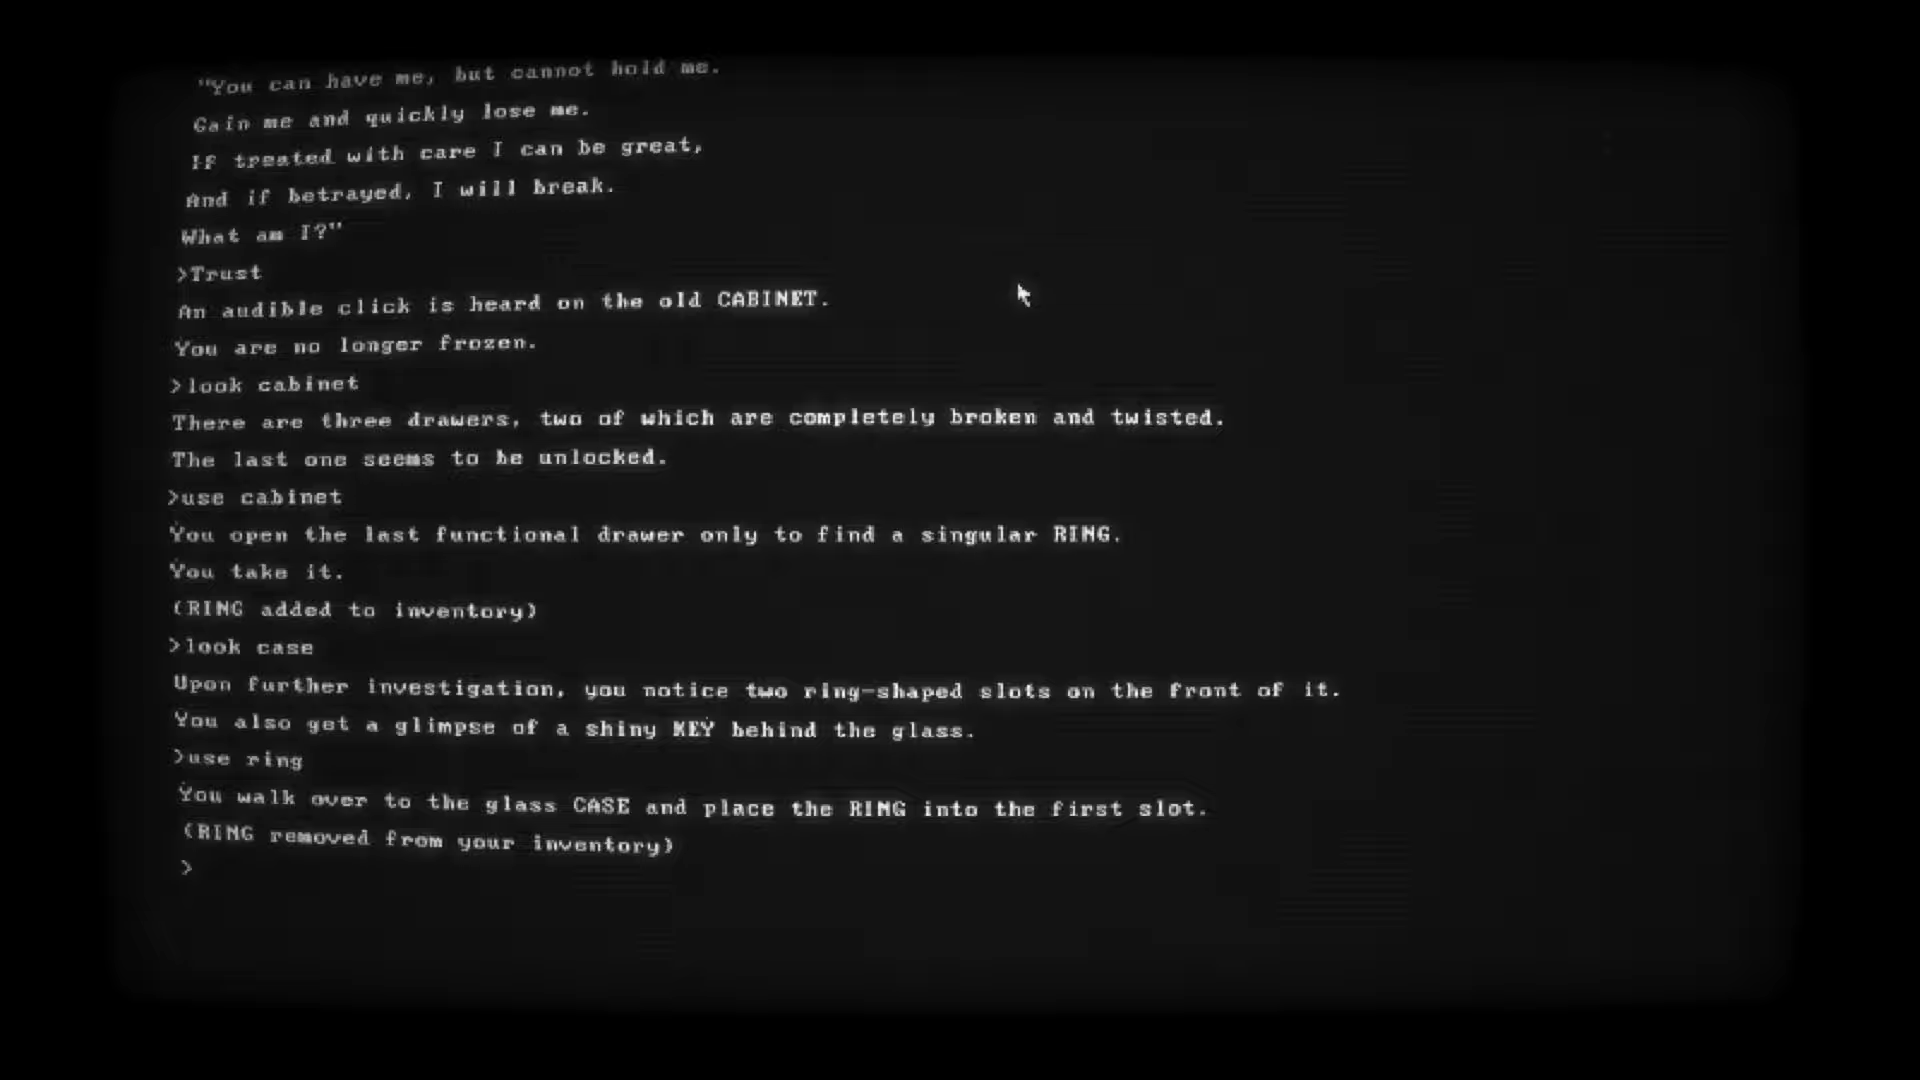 "You can have me, but cannot hold me.
Gain me and quickly lose me.
If treated with care I can be great,
And if betrayed, I will break.
What am I?"
>Trust
An audible click is heard on the old CABINET.
You are no longer frozen.
>look cabinet
There are three drawers, two of which are completely broken and twisted.
The last one seems to be unlocked.
>use cabinet
You open the last functional drawer only to find a singular RING.
You take it.
(RING added to inventory)
>look case
Upon further investigation, you notice two ring-shaped slots on the front of it.
You also get a glimpse of a shiny KEY behind the glass.
>use ring
You walk over to the glass CASE and place the RING into the first slot.
(RING removed from your inventory)
>